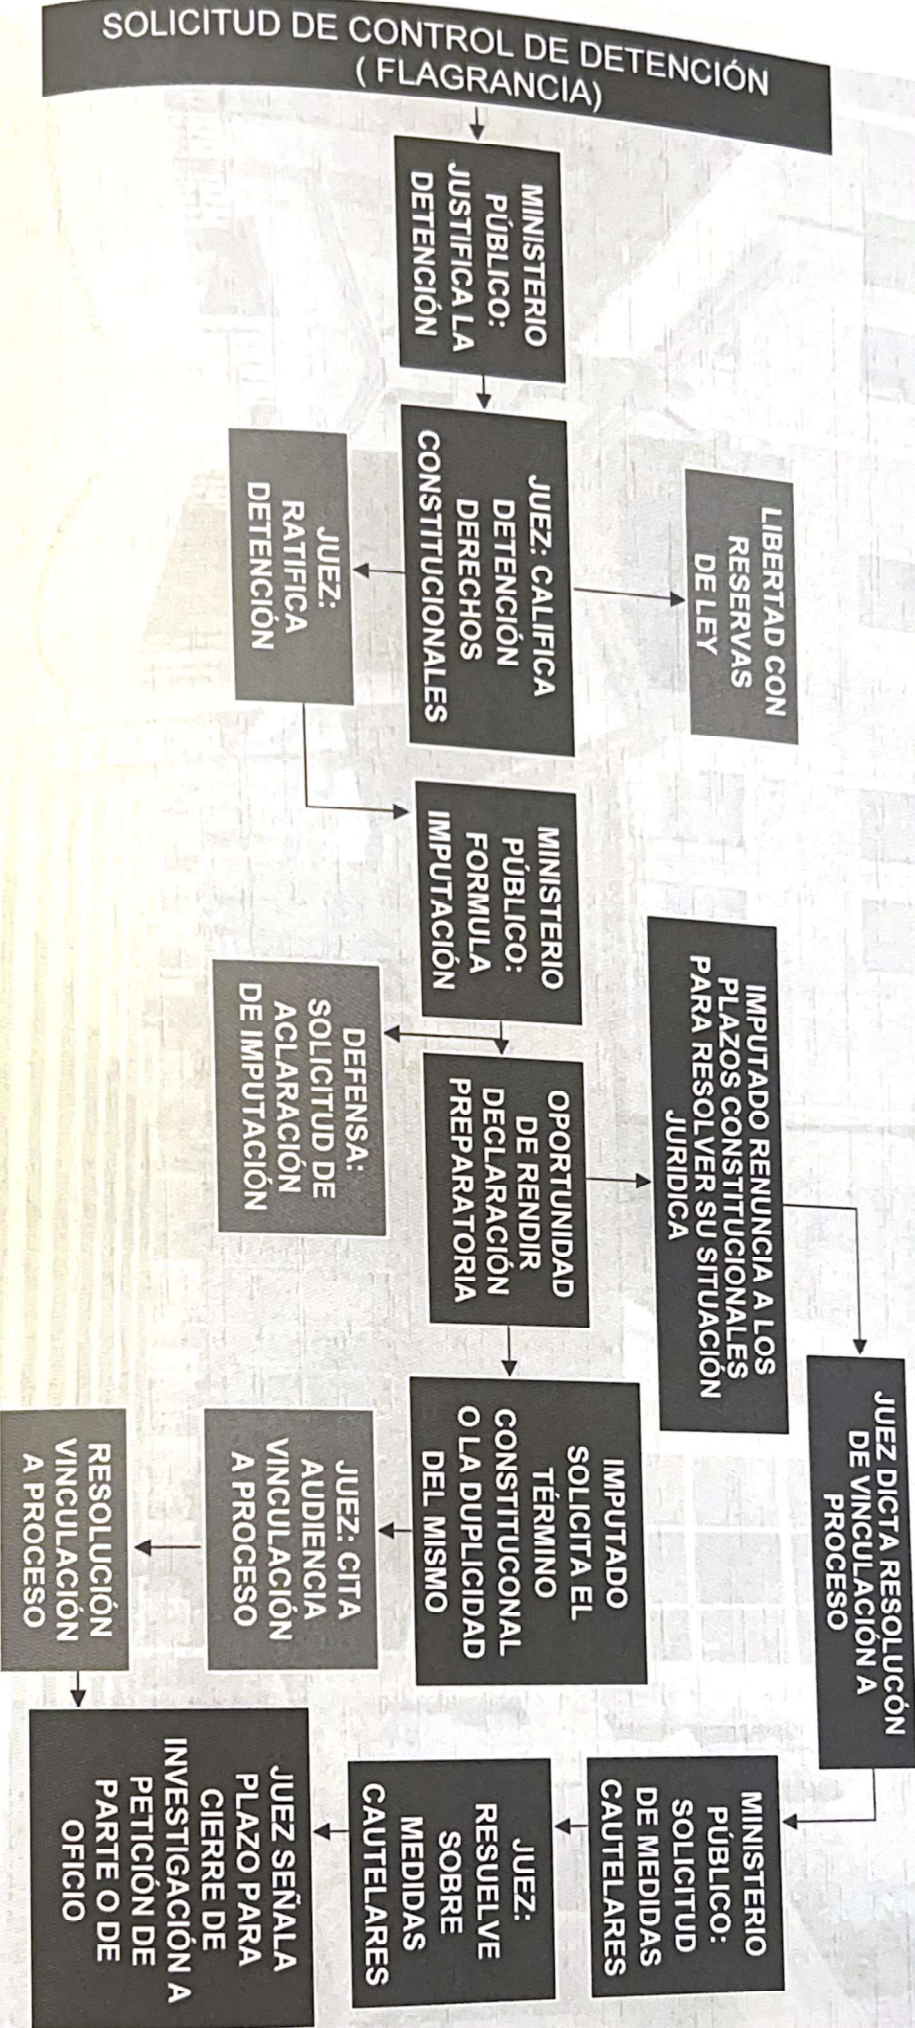 SOLICITUD DE CONTROL DE DETENCIÓN
( FLAGRANCIA)
MINISTERIO
PÚBLICO:
JUSTIFICA LA
DETENCIÓN
LIBERTAD CON
RESERVAS
DE LEY
JUEZ: CALIFICA
DETENCIÓN
DERECHOS
CONSTITUCIONALES
JUEZ:
RATIFICA
DETENCIÓN
MINISTERIO
PÚBLICO:
FORMULA
IMPUTACIÓN
IMPUTADO RENUNCIA A LOS
PLAZOS CONSTITUCIONALES
PARA RESOLVER SU SITUACIÓN
JURIDICA
OPORTUNIDAD
DE RENDIR
DECLARACIÓN
PREPARATORIA
DEFENSA:
SOLICITUD DE
ACLARACIÓN
DE IMPUTACIÓN
JUEZ DICTA RESOLUCÓN
DE VINCULACIÓN A
PROCESO
IMPUTADO
SOLICITA EL
TÉRMINO
CONSTITUCONAL
O LA DUPLICIDAD
DEL MISMO
JUEZ: CITA
AUDIENCIA
VINCULACIÓN
A PROCESO
RESOLUCIÓN
VINCULACIÓN
A PROCESO
MINISTERIO
PÚBLICO:
SOLICITUD
DE MEDIDAS
CAUTELARES
JUEZ:
RESUELVE
SOBRE
MEDIDAS
CAUTELARES
JUEZ SEÑALA
PLAZO PARA
CIERRE DE
INVESTIGACIÓN A
PETICIÓN DE
PARTE O DE
OFICIO